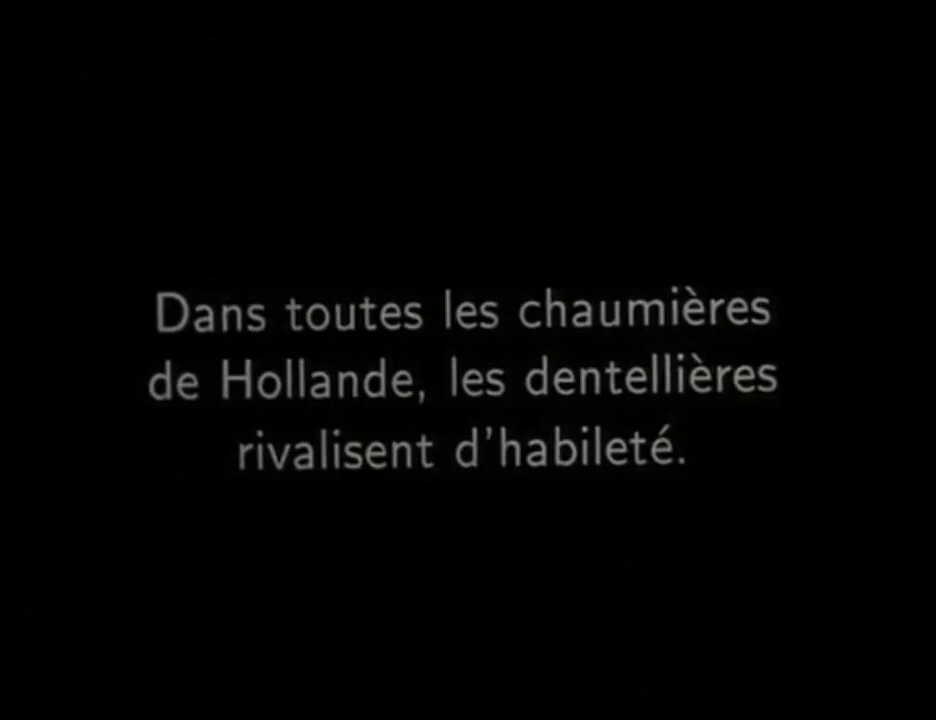 Dans toutes les chaumières
de Hollande, les dentellières
rivalisent d'habileté.